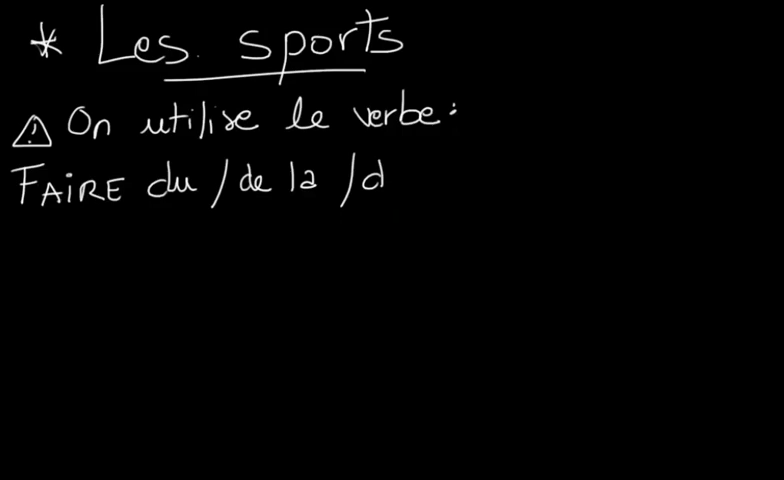 * Les sports
⚠ On utilise le verbe:
FAiRE du / de la / d